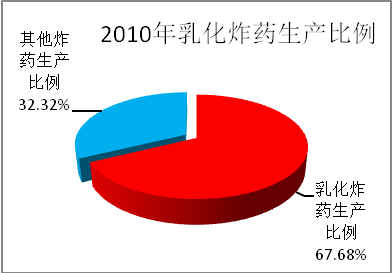 2010年乳化炸药生产比例
其他炸
药生产
比例
32.32%
乳化炸
药生产
比例
67.68%